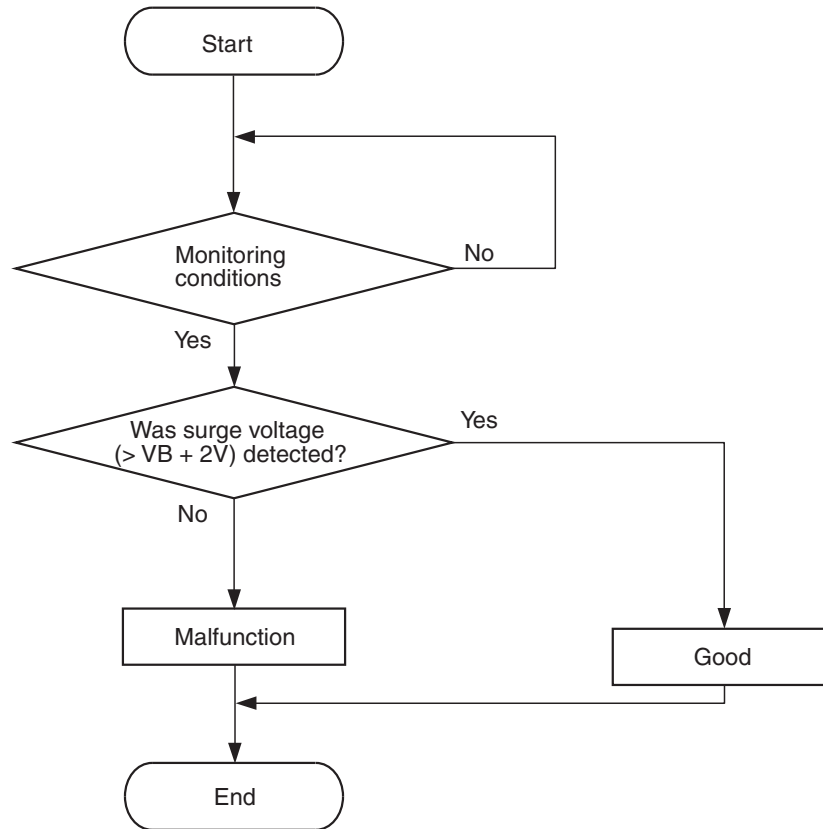 Start
Monitoring
conditions
No
Yes
Was surge voltage
(> VB + 2V) detected?
Yes
No
Malfunction
Good
End